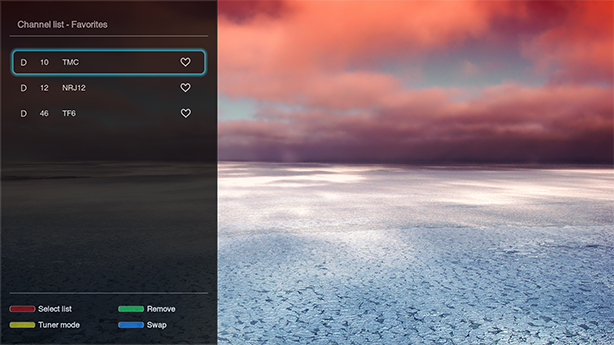 Channel list - Favorites
D 10 TMC
D 12 NRJ12
D 46 TF6
Select list Remove
Tuner mode Swap